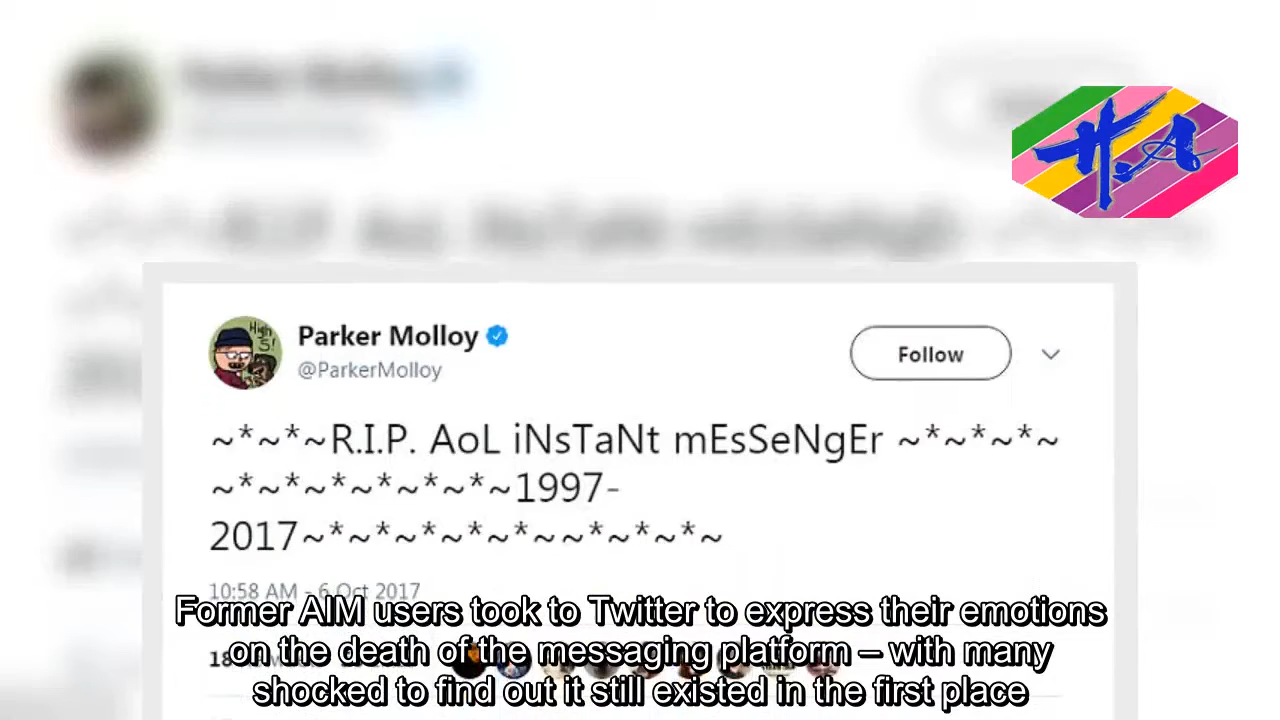 H.A
High
5!
Parker Molloy
@ParkerMolloy
Follow
~*~*~R.I.P. AoL iNsTaNt mEsSeNgEr ~*~*~*~
~*~*~*~*~*~*~1997-
2017~*~*~*~*~*~~*~*~*~
10:58 AM - 6 Oct 2017
Former AIM users took to Twitter to express their emotions
on the death of the messaging platform – with many
shocked to find out it still existed in the first place